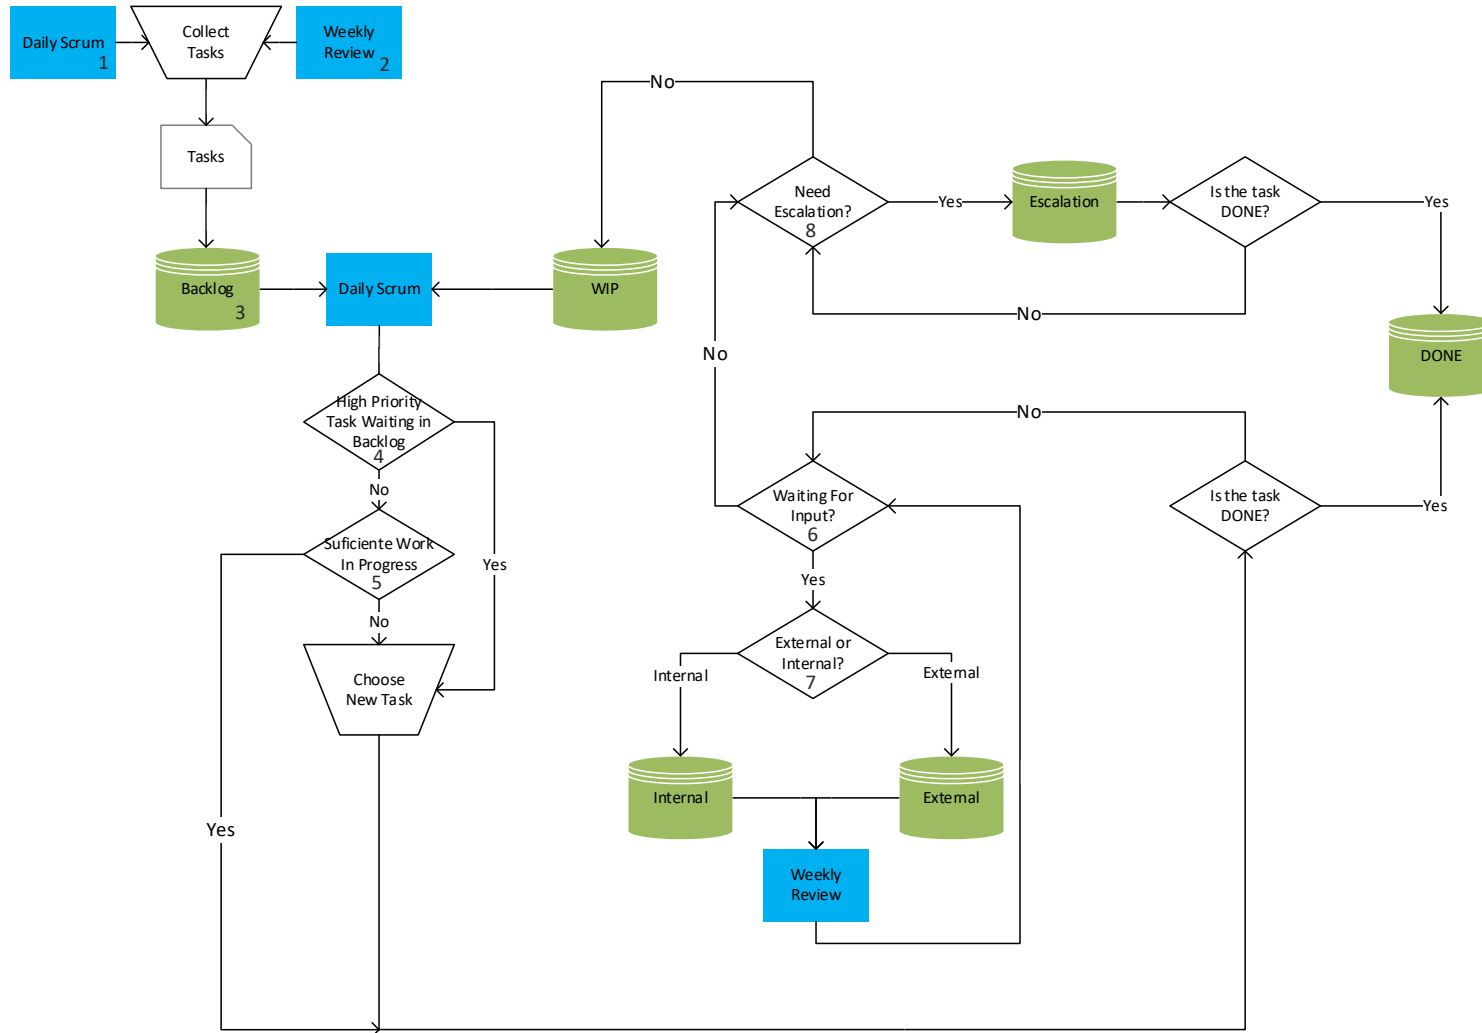 Daily Scrum
1
Collect
Tasks
Weekly
Review
2
Tasks
Backlog
3
Daily Scrum
WIP
No
Need
Escalation?
8
Yes
Escalation
Is the task
DONE?
Yes
No
DONE
No
High Priority
Task Waiting in
Backlog
4
No
Suficiente Work
In Progress
5
Yes
No
Choose
New Task
Yes
Waiting For
Input?
6
No
Is the task
DONE?
Yes
Yes
External or
Internal?
7
Internal
External
Internal
External
Weekly
Review